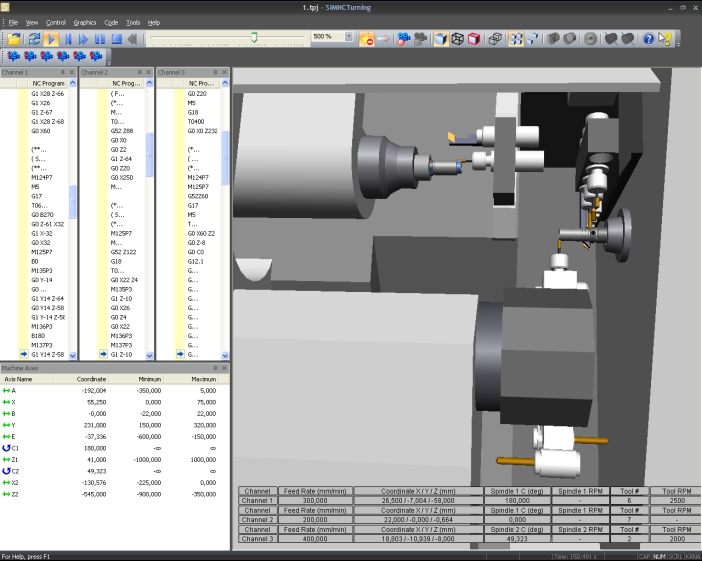 1.tpj - SIMNCTurning
File View Control Graphics Code Tools Help
500 %
Channel 1 Channel 2 Channel 3
NC Program
G1 X28 Z-66
G1 X26
G1 Z-67
G1 X28 Z-68
G0 X60
(**...
( S...
(**...
M124P7
M5
G17
T06...
G0 B270
G0 Z-61 X32
G1 X-32
G0 X32
M125P7
B0
M135P3
G0 Y-14
G0 ...
G1 Y14 Z-64
G0 Y14 Z-58
G1 Y-14 Z-58
M136P3
B180
M137P3
G1 Y14 Z-58
NC Prog...
( F...
(*...
M...
T0...
G52 Z88
G0 X0
G0 Z2
G1 Z-64
G0 Z20
G0 X250
M...
(*...
( S...
(*...
M125P7
G52 Z122
G18
T0...
G0 X22 Z4
M135P3
G1 Z-10
G0 X26
G0 Z4
G0 X22
M136P3
M137P3
G1 Z-10
NC Pro...
G0 Z20
M5
G18
T0400
G0 X0 Z232
(*...
( ...
(*...
M124P7
M125P7
G52Z60
G17
M5
T...
G0 X60 Z2
G0 Z-8
G0 C0
G12.1
G...
G...
G...
G...
G...
G...
G...
G...
G...
Machine Axes
Axis Name Coordinate Minimum Maximum
A -192,004 -350,000 5,000
X 55,250 0,000 75,000
B -0,000 -22,000 22,000
Y 231,000 150,000 320,000
E -37,336 -600,000 -150,000
C1 180,000 -∞ ∞
Z1 41,000 -1000,000 1000,000
C2 49,323 -∞ ∞
X2 -130,576 -225,000 0,000
Z2 -545,000 -900,000 -350,000
Channel Feed Rate (mm/min) Coordinate X / Y / Z (mm) Spindle 1 C (deg) Spindle 1 RPM Tool # Tool RPM
Channel 1 300,000 26,500 / -7,004 / -58,000 180,000 - 6 2500
Channel Feed Rate (mm/min) Coordinate X / Y / Z (mm) Spindle 1 C (deg) Spindle 1 RPM Tool # Tool RPM
Channel 2 200,000 22,000 / -0,000 / -0,664 0,000 - 7 -
Channel Feed Rate (mm/min) Coordinate X / Y / Z (mm) Spindle 2 C (deg) Spindle 2 RPM Tool # Tool RPM
Channel 3 400,000 18,803 / -10,939 / -8,000 49,323 - 2 2000
For Help, press F1
Time: 150.491 s CAP NUM SCRL KANA